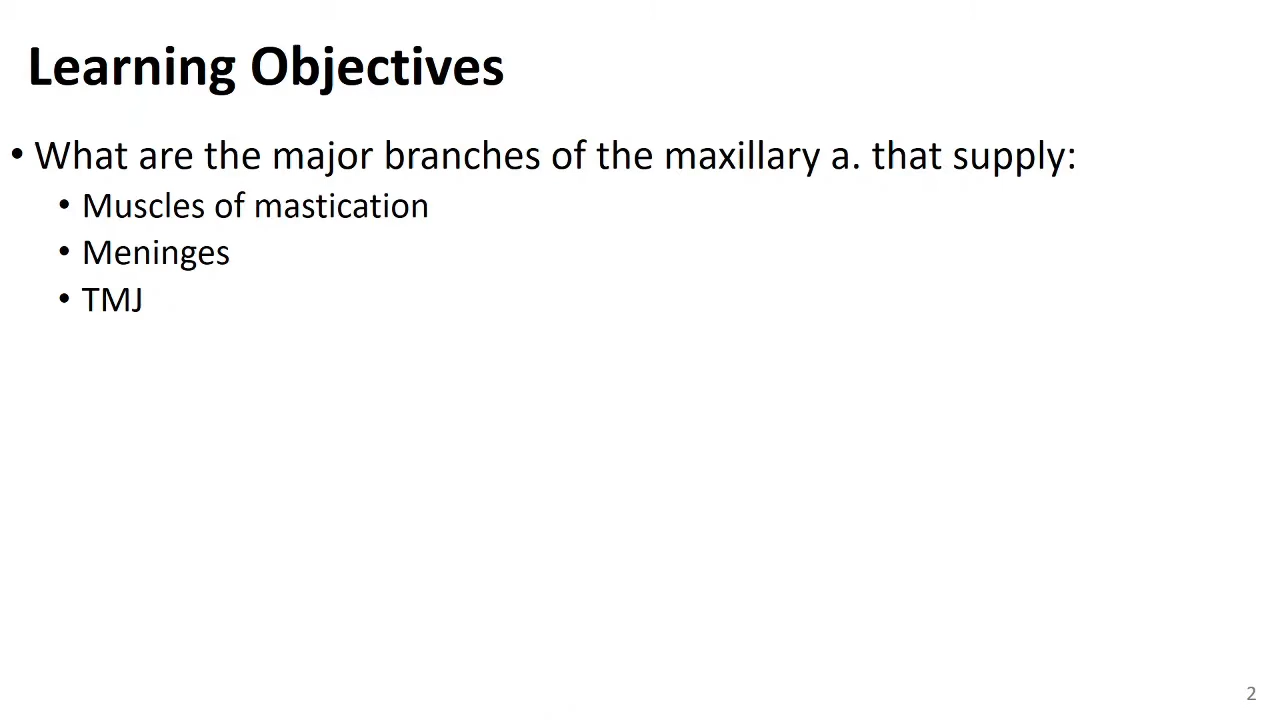 Learning Objectives
• What are the major branches of the maxillary a. that supply:
• Muscles of mastication
• Meninges
• TMJ
2